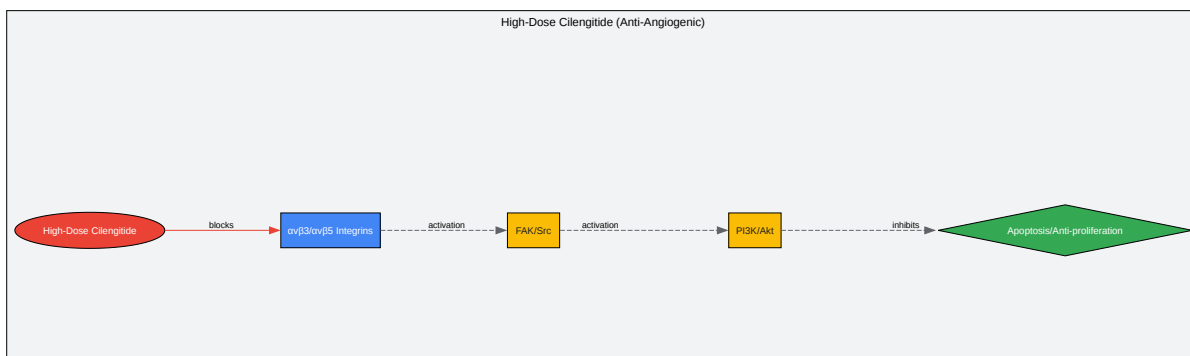 High-Dose Cilengitide (Anti-Angiogenic)
High-Dose Cilengitide
blocks
αvβ3/αvβ5 Integrins
activation
FAK/Src
activation
PI3K/Akt
inhibits
Apoptosis/Anti-proliferation